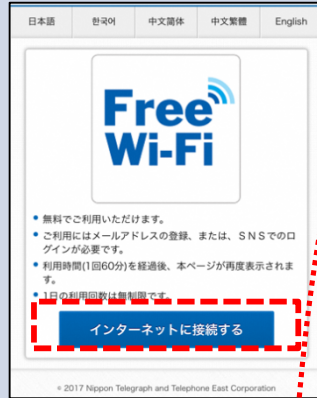 日本語 한국어 中文简体 中文繁體 English
Free
Wi-Fi
• 無料でご利用いただけます。
• ご利用にはメールアドレスの登録、または、SNSでのロ
グインが必要です。
• 利用時間(1回60分)を経過後、本ページが再度表示されま
す。
• 1日の利用回数は無制限です。
インターネットに接続する
© 2017 Nippon Telegraph and Telephone East Corporation